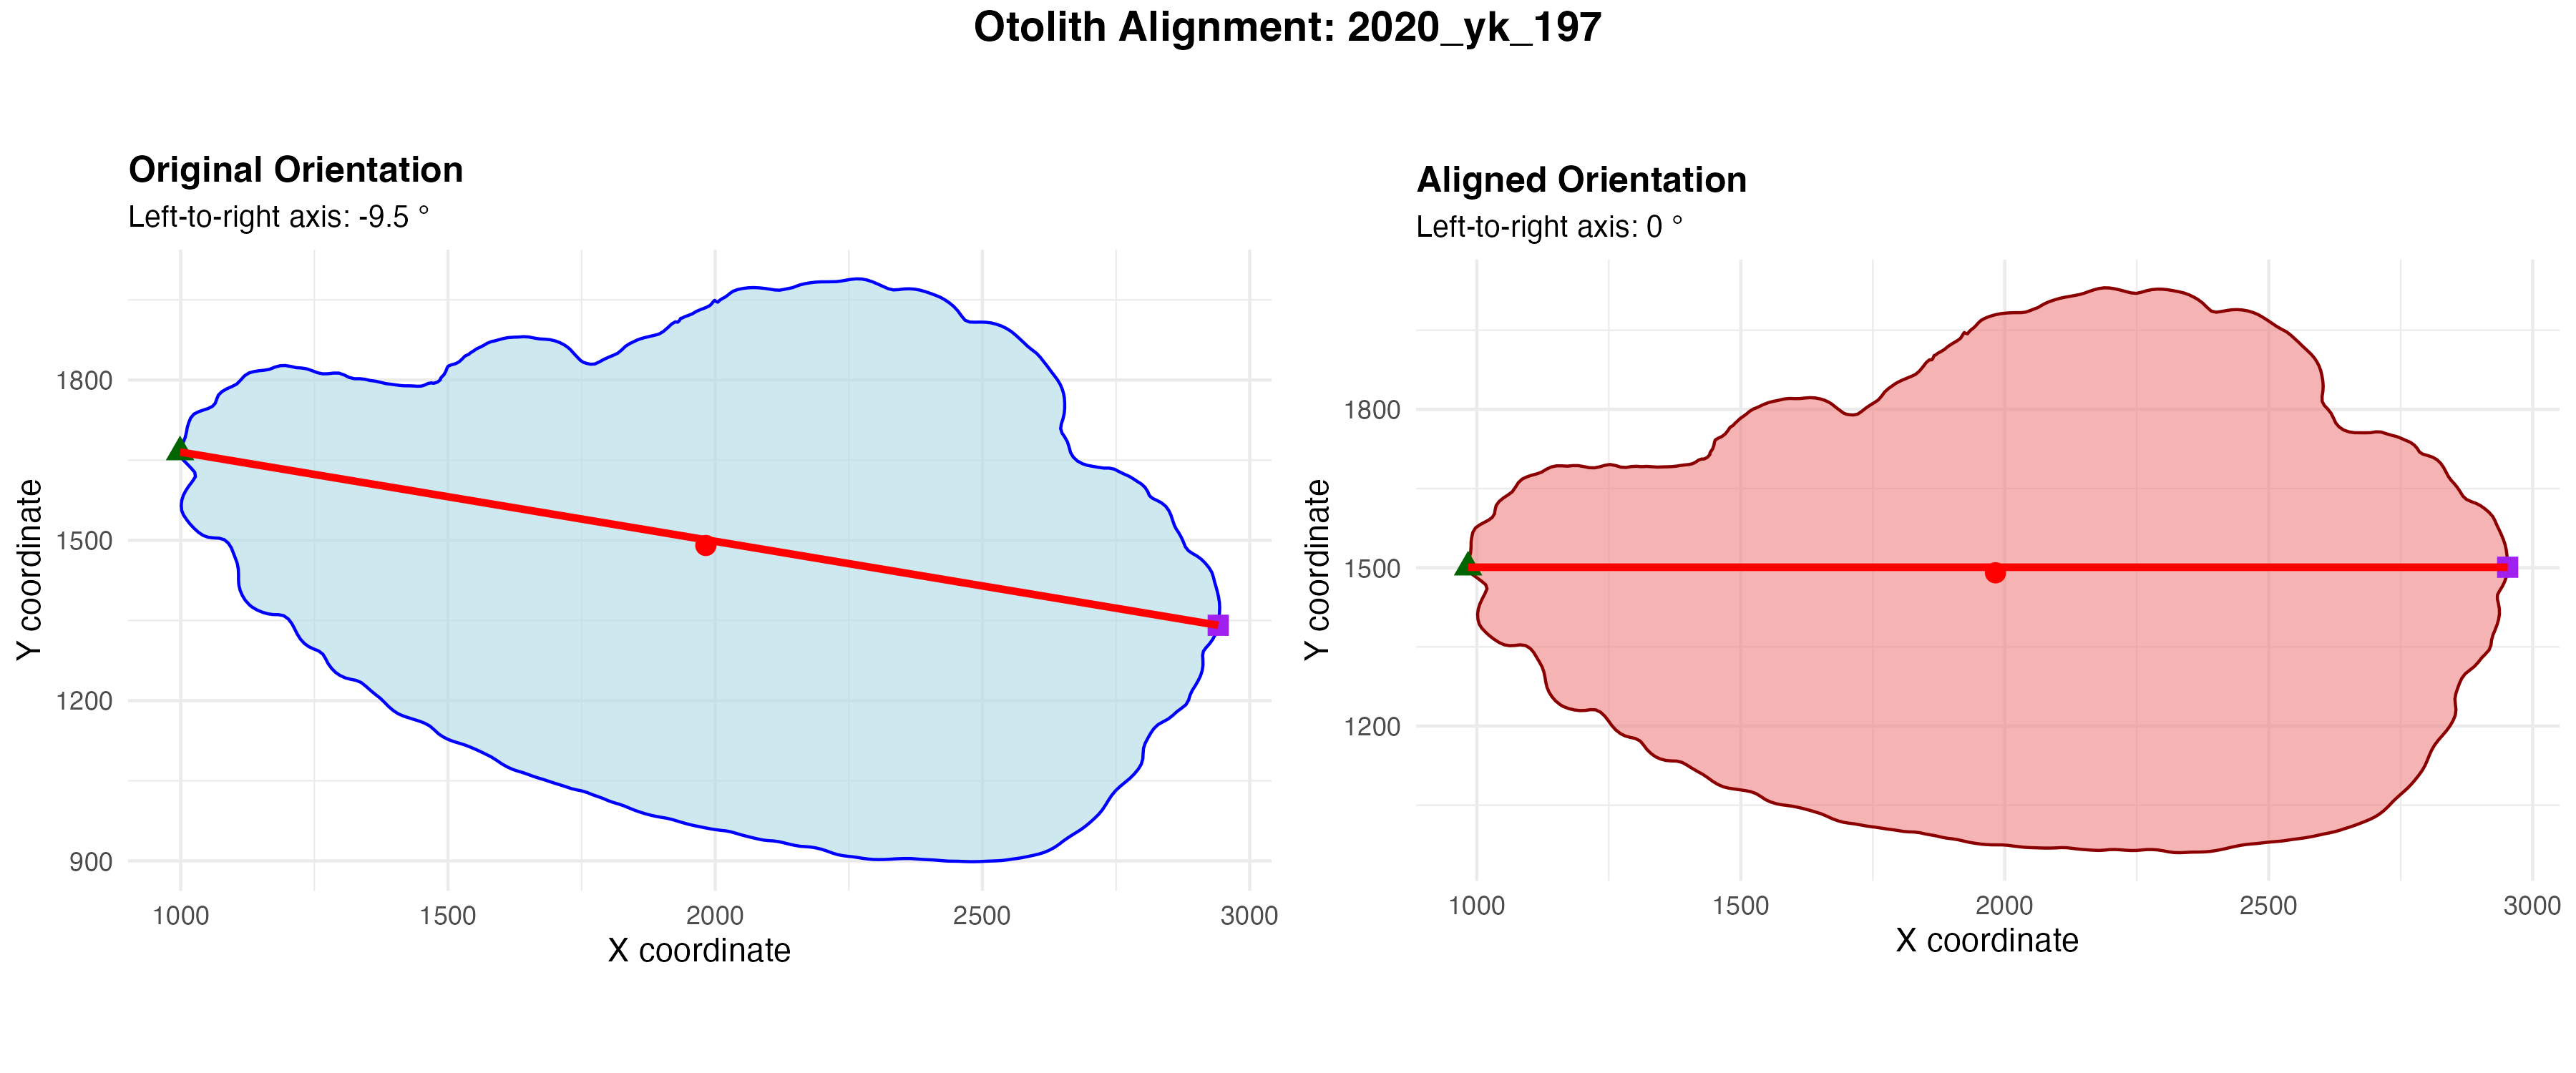 Otolith Alignment: 2020_yk_197
Original Orientation
Left-to-right axis: -9.5 °
Y coordinate
1800
1500
1200
900
1000 1500 2000 2500 3000
X coordinate
Aligned Orientation
Left-to-right axis: 0 °
Y coordinate
1800
1500
1200
1000 1500 2000 2500 3000
X coordinate